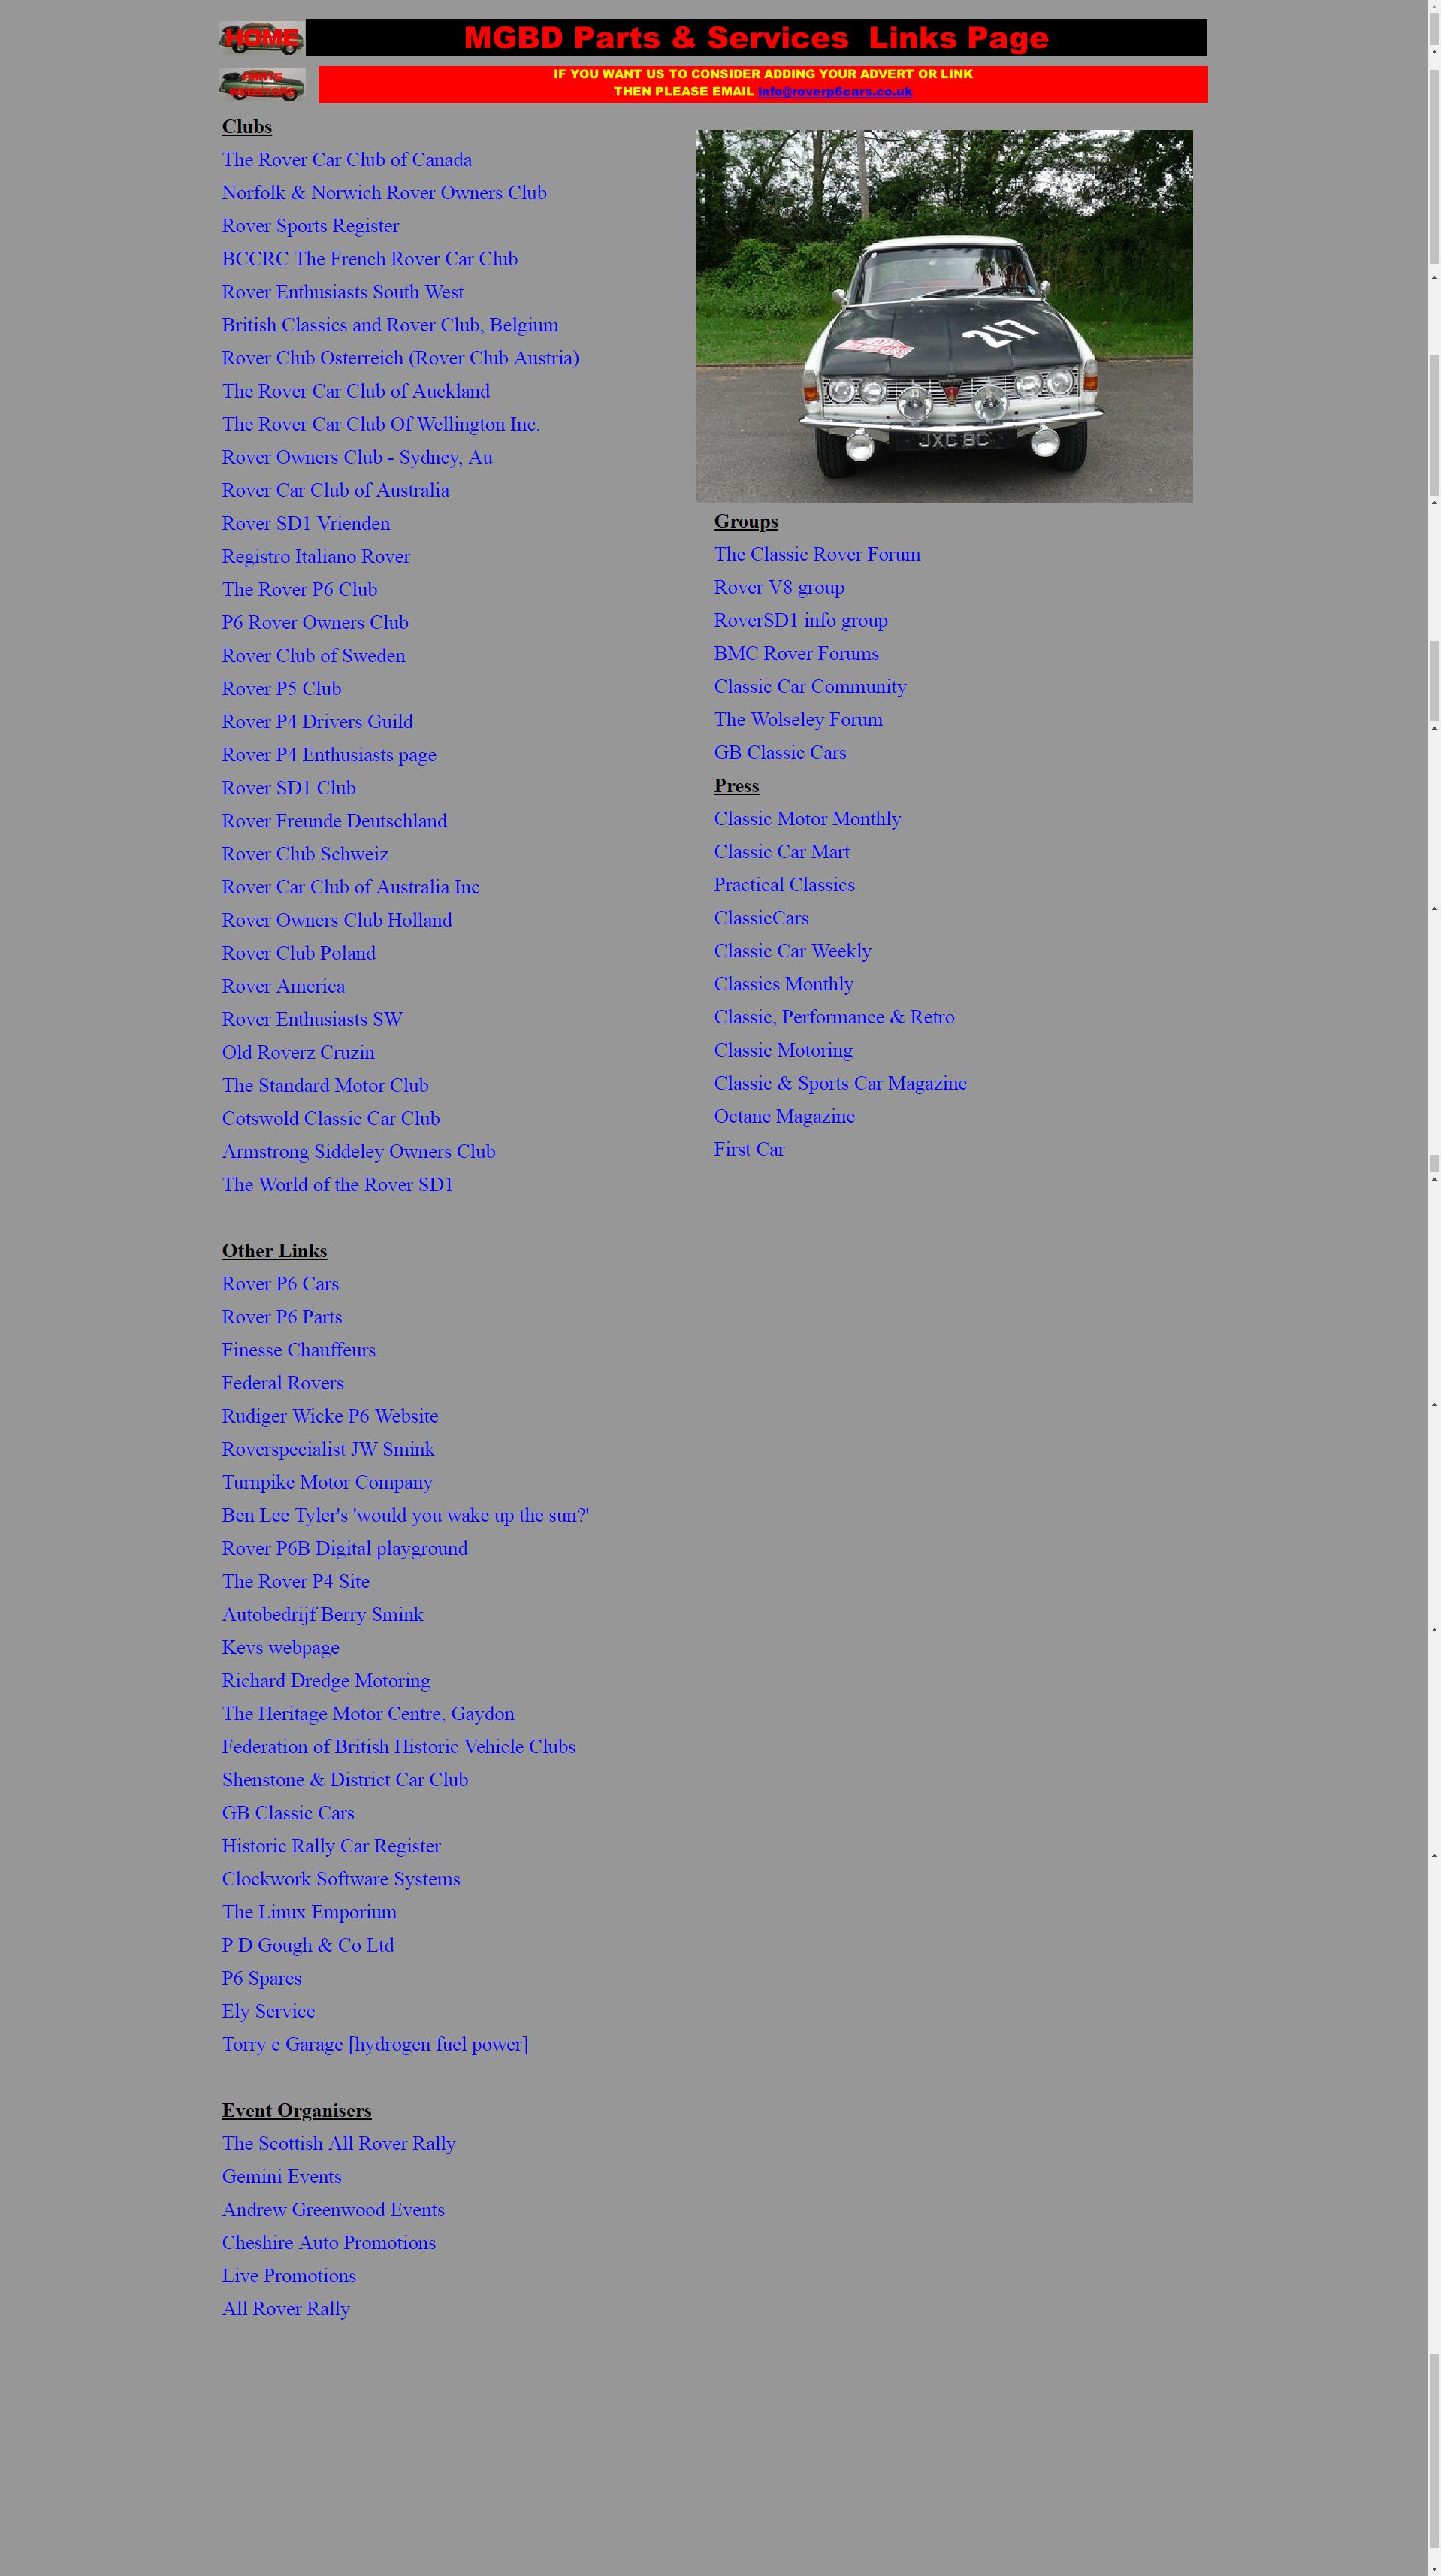 HOME
MGBD Parts & Services Links Page
PARTS
IF YOU WANT US TO CONSIDER ADDING YOUR ADVERT OR LINK
THEN PLEASE EMAIL info@roverp6cars.co.uk
Clubs
The Rover Car Club of Canada
Norfolk & Norwich Rover Owners Club
Rover Sports Register
BCCRC The French Rover Car Club
Rover Enthusiasts South West
British Classics and Rover Club, Belgium
Rover Club Osterreich (Rover Club Austria)
The Rover Car Club of Auckland
The Rover Car Club Of Wellington Inc.
Rover Owners Club - Sydney, Au
Rover Car Club of Australia
Rover SD1 Vrienden
Registro Italiano Rover
The Rover P6 Club
P6 Rover Owners Club
Rover Club of Sweden
Rover P5 Club
Rover P4 Drivers Guild
Rover P4 Enthusiasts page
Rover SD1 Club
Rover Freunde Deutschland
Rover Club Schweiz
Rover Car Club of Australia Inc
Rover Owners Club Holland
Rover Club Poland
Rover America
Rover Enthusiasts SW
Old Roverz Cruzin
The Standard Motor Club
Cotswold Classic Car Club
Armstrong Siddeley Owners Club
The World of the Rover SD1
Other Links
Rover P6 Cars
Rover P6 Parts
Finesse Chauffeurs
Federal Rovers
Rudiger Wicke P6 Website
Roverspecialist JW Smink
Turnpike Motor Company
Ben Lee Tyler's 'would you wake up the sun?'
Rover P6B Digital playground
The Rover P4 Site
Autobedrijf Berry Smink
Kevs webpage
Richard Dredge Motoring
The Heritage Motor Centre, Gaydon
Federation of British Historic Vehicle Clubs
Shenstone & District Car Club
GB Classic Cars
Historic Rally Car Register
Clockwork Software Systems
The Linux Emporium
P D Gough & Co Ltd
P6 Spares
Ely Service
Torry e Garage [hydrogen fuel power]
Event Organisers
The Scottish All Rover Rally
Gemini Events
Andrew Greenwood Events
Cheshire Auto Promotions
Live Promotions
All Rover Rally
217
JXC 8C
Groups
The Classic Rover Forum
Rover V8 group
RoverSD1 info group
BMC Rover Forums
Classic Car Community
The Wolseley Forum
GB Classic Cars
Press
Classic Motor Monthly
Classic Car Mart
Practical Classics
ClassicCars
Classic Car Weekly
Classics Monthly
Classic, Performance & Retro
Classic Motoring
Classic & Sports Car Magazine
Octane Magazine
First Car